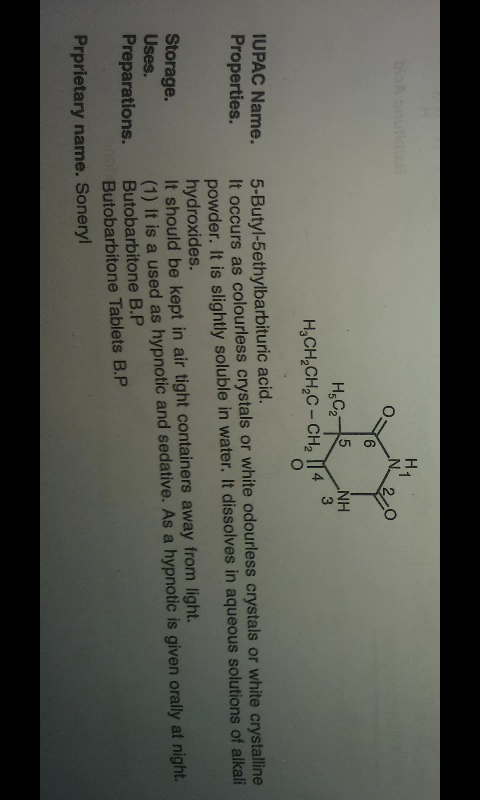 H 1
O 6 N 2 O
H₅C₂ 5 NH
H₃CH₂CH₂C – CH₂ 4 3
O
IUPAC Name. 5-Butyl-5ethylbarbituric acid.
Properties. It occurs as colourless crystals or white odourless crystals or white crystalline
powder. It is slightly soluble in water. It dissolves in aqueous solutions of alkali
hydroxides.
Storage. It should be kept in air tight containers away from light.
Uses. (1) It is a used as hypnotic and sedative. As a hypnotic is given orally at night.
Preparations. Butobarbitone B.P
Butobarbitone Tablets B.P
Prprietary name. Soneryl